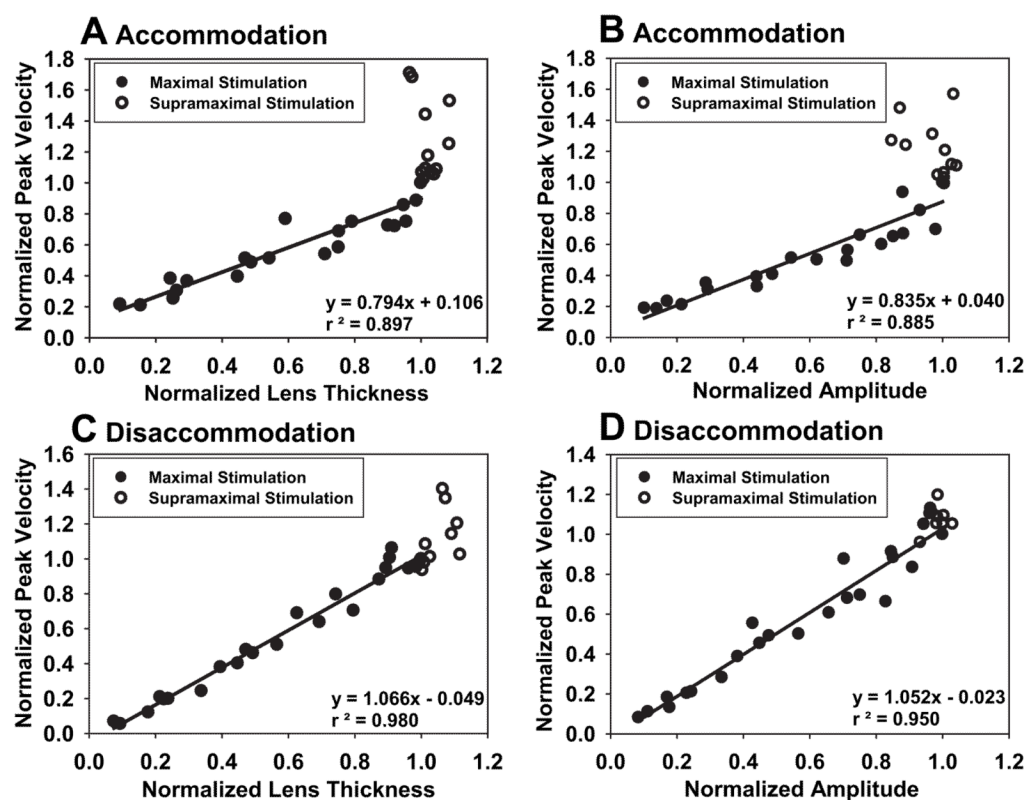 A Accommodation
Normalized Peak Velocity
1.8
1.6
1.4
1.2
1.0
0.8
0.6
0.4
0.2
0.0
Maximal Stimulation
Supramaximal Stimulation
y = 0.794x + 0.106
r ² = 0.897
0.0 0.2 0.4 0.6 0.8 1.0 1.2
Normalized Lens Thickness
B Accommodation
Normalized Peak Velocity
1.8
1.6
1.4
1.2
1.0
0.8
0.6
0.4
0.2
0.0
Maximal Stimulation
Supramaximal Stimulation
y = 0.835x + 0.040
r ² = 0.885
0.0 0.2 0.4 0.6 0.8 1.0 1.2
Normalized Amplitude
C Disaccommodation
Normalized Peak Velocity
1.6
1.4
1.2
1.0
0.8
0.6
0.4
0.2
0.0
Maximal Stimulation
Supramaximal Stimulation
y = 1.066x - 0.049
r ² = 0.980
0.0 0.2 0.4 0.6 0.8 1.0 1.2
Normalized Lens Thickness
D Disaccommodation
Normalized Peak Velocity
1.4
1.2
1.0
0.8
0.6
0.4
0.2
0.0
Maximal Stimulation
Supramaximal Stimulation
y = 1.052x - 0.023
r ² = 0.950
0.0 0.2 0.4 0.6 0.8 1.0 1.2
Normalized Amplitude